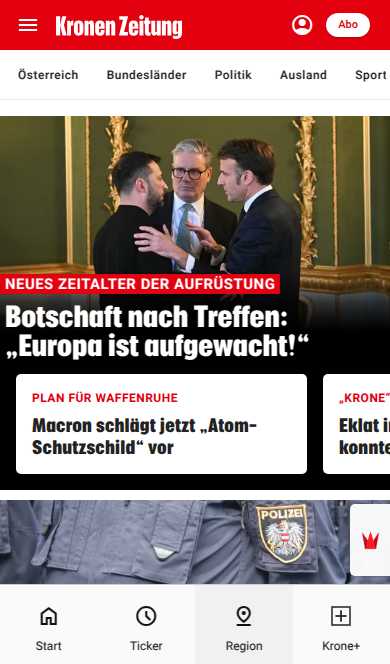 Kronen Zeitung
Abo
Österreich Bundesländer Politik Ausland Sport
NEUES ZEITALTER DER AUFRÜSTUNG
Botschaft nach Treffen:
„Europa ist aufgewacht!“
PLAN FÜR WAFFENRUHE
Macron schlägt jetzt „Atom-
Schutzschild“ vor
„KRONE“
Eklat
konnte
POLIZEI
Start Ticker Region Krone+